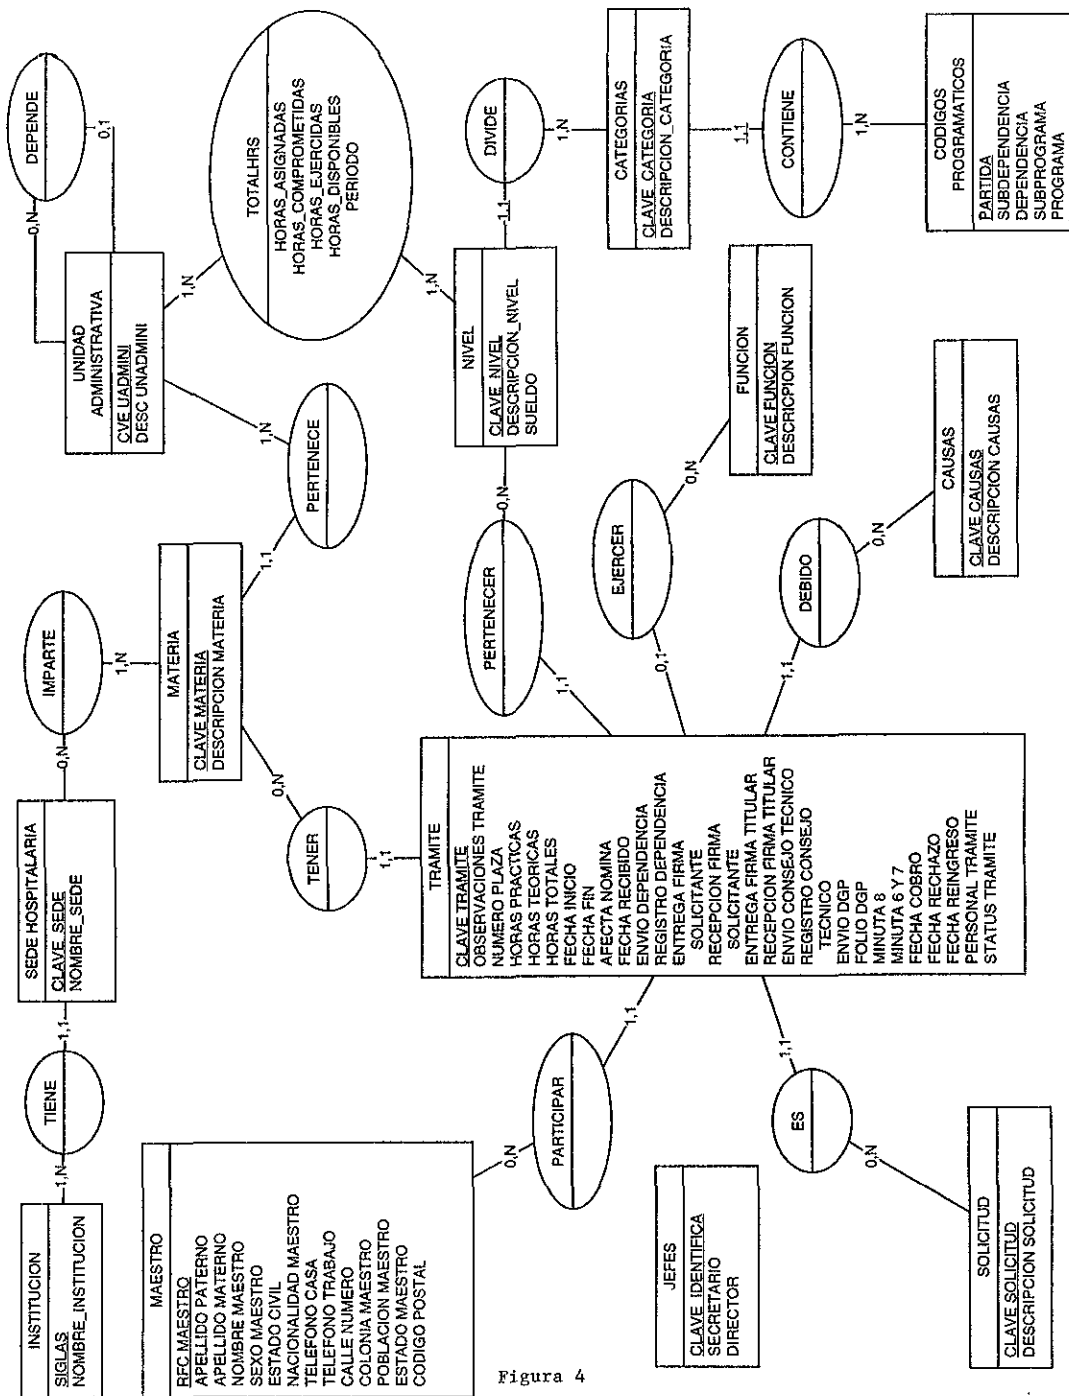 INSTITUCION
SIGLAS
NOMBRE_INSTITUCION
1,N
TIENE
1,1
SEDE HOSPITALARIA
CLAVE_SEDE
NOMBRE_SEDE
0,N
IMPARTE
1,N
MATERIA
CLAVE MATERIA
DESCRIPCION MATERIA
1,1
PERTENECE
1,N
UNIDAD
ADMINISTRATIVA
CVE UADMINI
DESC UNADMINI
0,N
DEPENDE
0,1
1,N
TOTALHRS
HORAS_ASIGNADAS
HORAS_COMPROMETIDAS
HORAS_EJERCIDAS
HORAS_DISPONIBLES
PERIODO
1,N
NIVEL
CLAVE_NIVEL
DESCRIPCION_NIVEL
SUELDO
1,1
DIVIDE
1,N
CATEGORIAS
CLAVE_CATEGORIA
DESCRIPCION_CATEGORIA
1,1
CONTIENE
1,N
CODIGOS
PROGRAMATICOS
PARTIDA
SUBDEPENDENCIA
DEPENDENCIA
SUBPROGRAMA
PROGRAMA
0,N
TENER
1,1
0,N
PERTENECER
1,1
MAESTRO
RFC MAESTRO
APELLIDO PATERNO
APELLIDO MATERNO
NOMBRE MAESTRO
SEXO MAESTRO
ESTADO CIVIL
NACIONALIDAD MAESTRO
TELEFONO CASA
TELEFONO TRABAJO
CALLE NUMERO
COLONIA MAESTRO
POBLACION MAESTRO
ESTADO MAESTRO
CODIGO POSTAL
0,N
PARTICIPAR
1,1
TRAMITE
CLAVE TRAMITE
OBSERVACIONES TRAMITE
NUMERO PLAZA
HORAS PRACTICAS
HORAS TEORICAS
HORAS TOTALES
FECHA INICIO
FECHA FIN
AFECTA NOMINA
FECHA RECIBIDO
ENVIO DEPENDENCIA
REGISTRO DEPENDENCIA
ENTREGA FIRMA
SOLICITANTE
RECEPCION FIRMA
SOLICITANTE
ENTREGA FIRMA TITULAR
RECEPCION FIRMA TITULAR
ENVIO CONSEJO TECNICO
REGISTRO CONSEJO
TECNICO
ENVIO DGP
FOLIO DGP
MINUTA 8
MINUTA 6 Y 7
FECHA COBRO
FECHA RECHAZO
FECHA REINGRESO
PERSONAL TRAMITE
STATUS TRAMITE
0,1
EJERCER
0,N
FUNCION
CLAVE FUNCION
DESCRICPION FUNCION
1,1
DEBIDO
0,N
CAUSAS
CLAVE CAUSAS
DESCRIPCION CAUSAS
JEFES
CLAVE_IDENTIFICA
SECRETARIO
DIRECTOR
1,1
ES
0,N
SOLICITUD
CLAVE SOLICITUD
DESCRIPCION SOLICITUD
Figura 4